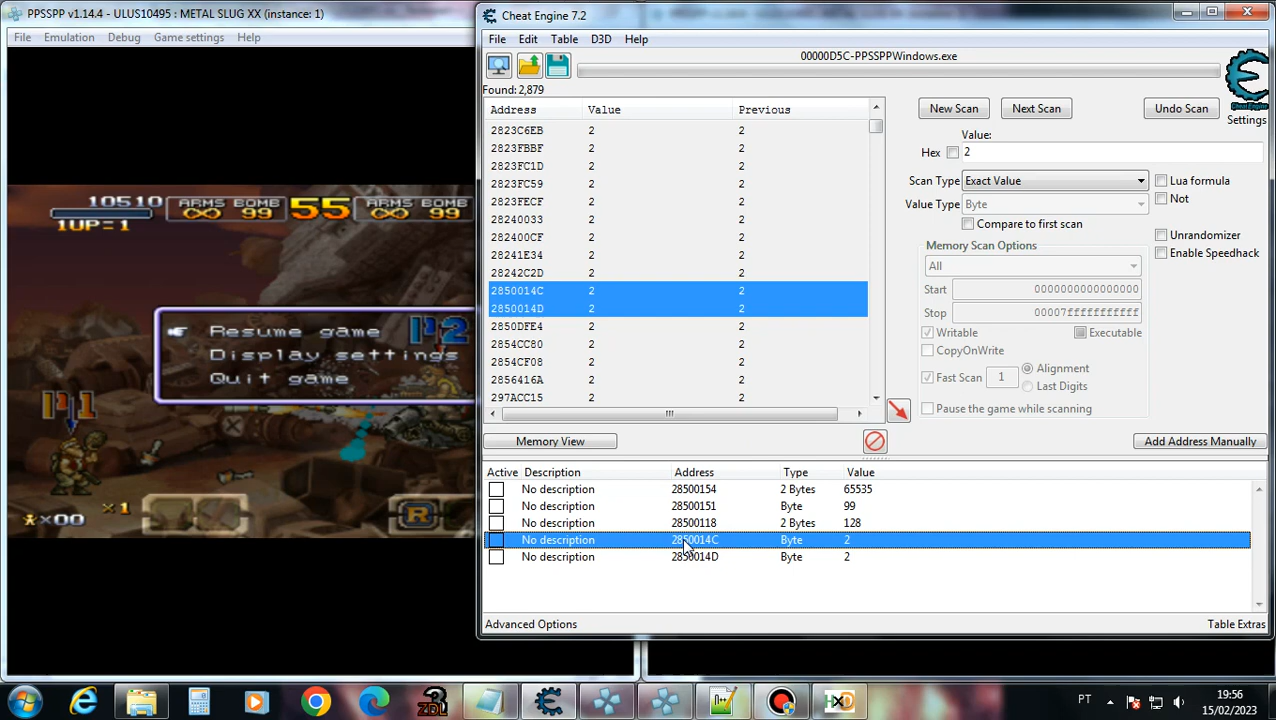 PPSSPP v1.14.4 - ULUS10495 : METAL SLUG XX (instance: 1)
File Emulation Debug Game settings Help
10510 ARMS BOMB 55 ARMS BOMB
∞ 99 ∞ 99
1UP=1
Resume game P2
Display settings
Quit game
P1
×1
×00
R
Cheat Engine 7.2
File Edit Table D3D Help
00000D5C-PPSSPPWindows.exe
Found: 2,879
Address Value Previous
2823C6EB 2 2
2823FBBF 2 2
2823FC1D 2 2
2823FC59 2 2
2823FECF 2 2
28240033 2 2
282400CF 2 2
28241E34 2 2
28242C2D 2 2
2850014C 2 2
2850014D 2 2
2850DFE4 2 2
2854CC80 2 2
2854CF08 2 2
2856416A 2 2
297ACC15 2 2
Cheat Engine
Settings
New Scan Next Scan Undo Scan
Value:
Hex 2
Scan Type Exact Value
Lua formula
Value Type Byte
Not
Compare to first scan
Unrandomizer
Memory Scan Options
Enable Speedhack
All
Start 0000000000000000
Stop 00007fffffffffff
Writable Executable
CopyOnWrite
Fast Scan 1 Alignment
Last Digits
Pause the game while scanning
Memory View Add Address Manually
Active Description Address Type Value
No description 28500154 2 Bytes 65535
No description 28500151 Byte 99
No description 28500118 2 Bytes 128
No description 2850014C Byte 2
No description 2850014D Byte 2
Advanced Options Table Extras
ZDL
PT 19:56
15/02/2023